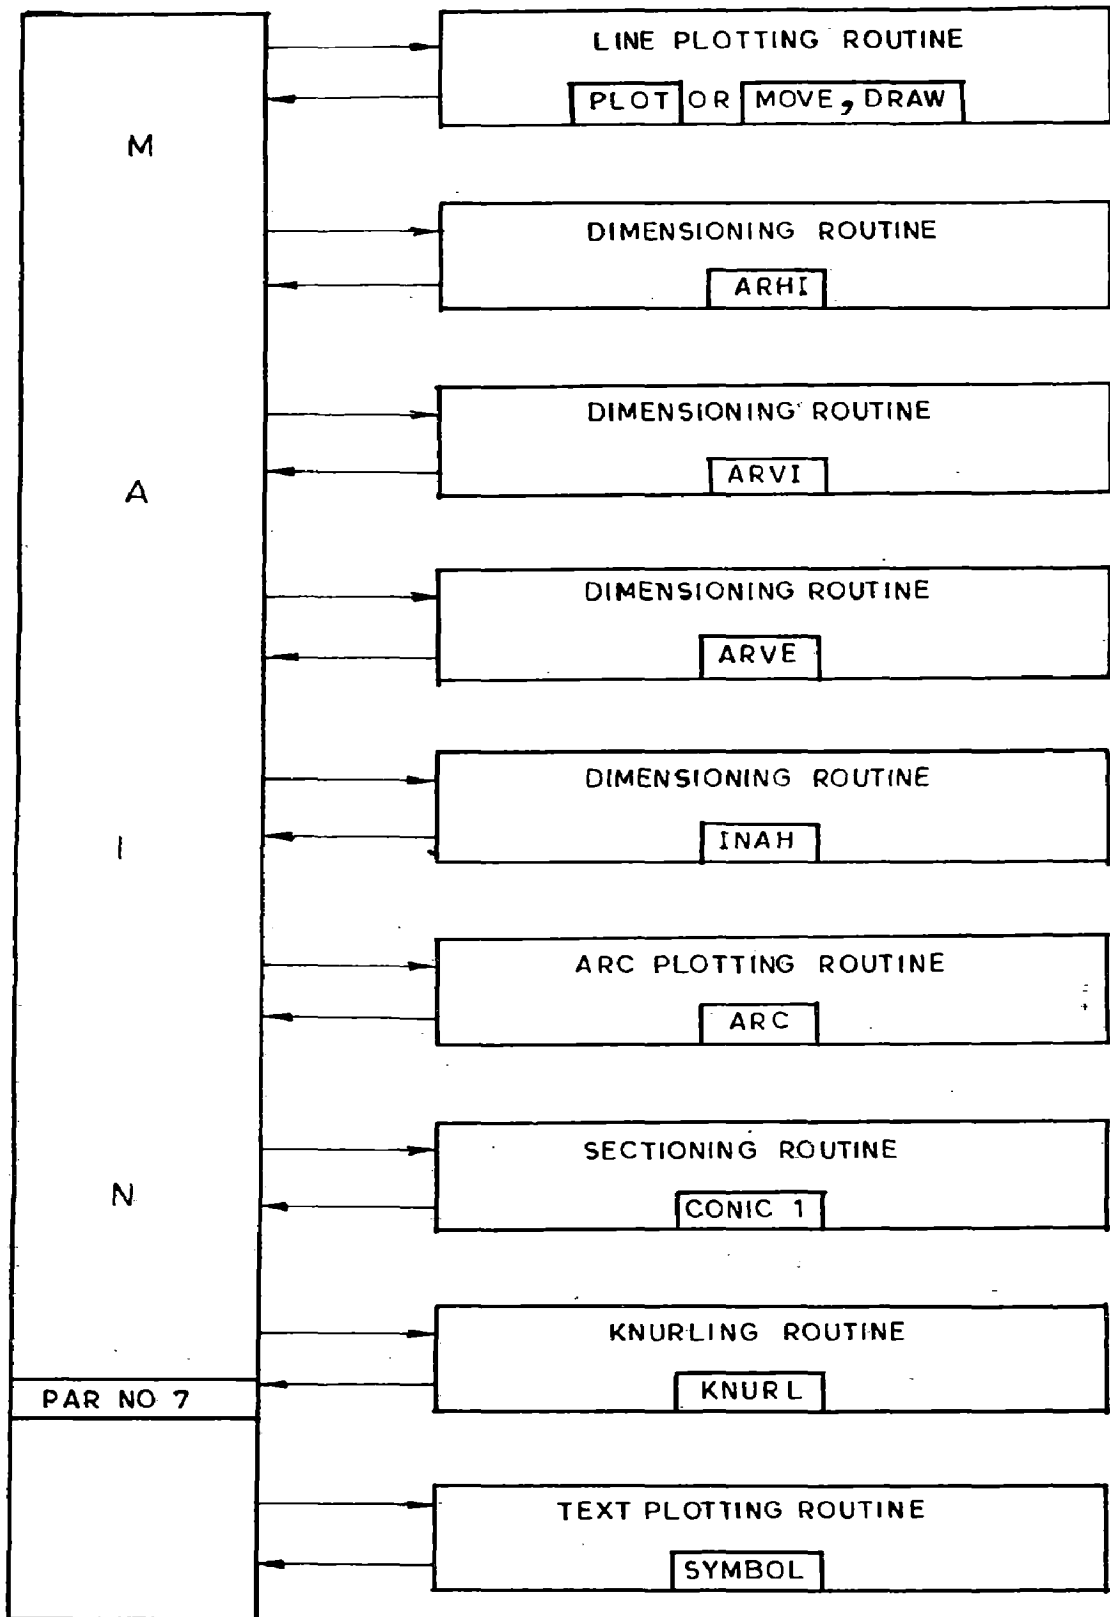 M
A
I
N
PAR NO 7
LINE PLOTTING ROUTINE
PLOT OR MOVE, DRAW
DIMENSIONING ROUTINE
ARHI
DIMENSIONING ROUTINE
ARVI
DIMENSIONING ROUTINE
ARVE
DIMENSIONING ROUTINE
INAH
ARC PLOTTING ROUTINE
ARC
SECTIONING ROUTINE
CONIC 1
KNURLING ROUTINE
KNURL
TEXT PLOTTING ROUTINE
SYMBOL